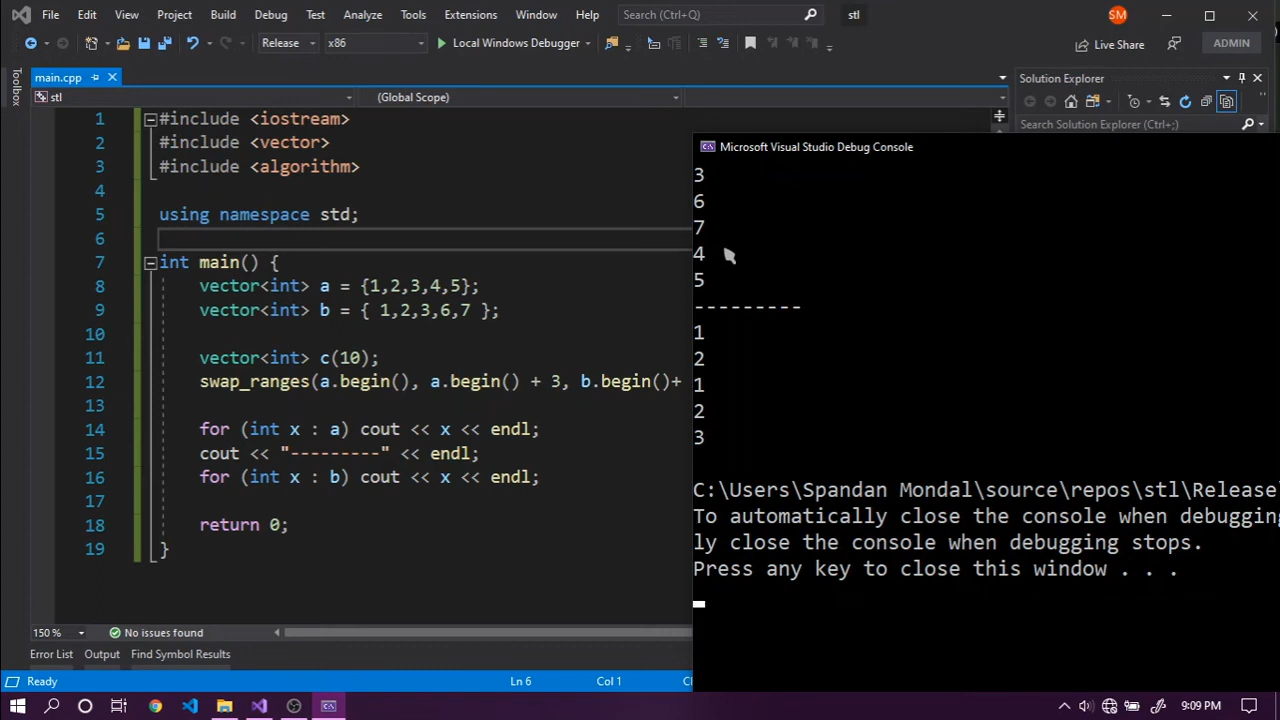 File Edit View Project Build Debug Test Analyze Tools Extensions Window Help Search (Ctrl+Q) stl SM
Release x86 Local Windows Debugger Live Share ADMIN
Toolbox
main.cpp
stl (Global Scope)
Solution Explorer
Search Solution Explorer (Ctrl+;)
1 #include <iostream>
2 #include <vector>
3 #include <algorithm>
4
5 using namespace std;
6
7 int main() {
8 vector<int> a = {1,2,3,4,5};
9 vector<int> b = { 1,2,3,6,7 };
10
11 vector<int> c(10);
12 swap_ranges(a.begin(), a.begin() + 3, b.begin()+
13
14 for (int x : a) cout << x << endl;
15 cout << "---------" << endl;
16 for (int x : b) cout << x << endl;
17
18 return 0;
19 }
Microsoft Visual Studio Debug Console
3
6
7
4
5
---------
1
2
1
2
3
C:\Users\Spandan Mondal\source\repos\stl\Release
To automatically close the console when debugging
ly close the console when debugging stops.
Press any key to close this window . . .
150 % No issues found
Error List Output Find Symbol Results
Ready Ln 6 Col 1
9:09 PM